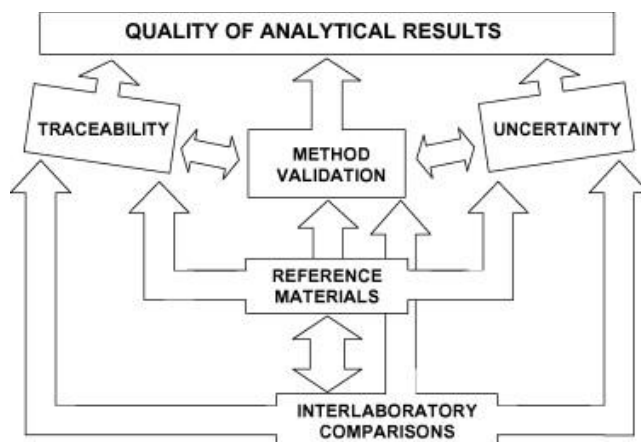 QUALITY OF ANALYTICAL RESULTS
TRACEABILITY
METHOD
VALIDATION
UNCERTAINTY
REFERENCE
MATERIALS
INTERLABORATORY
COMPARISONS